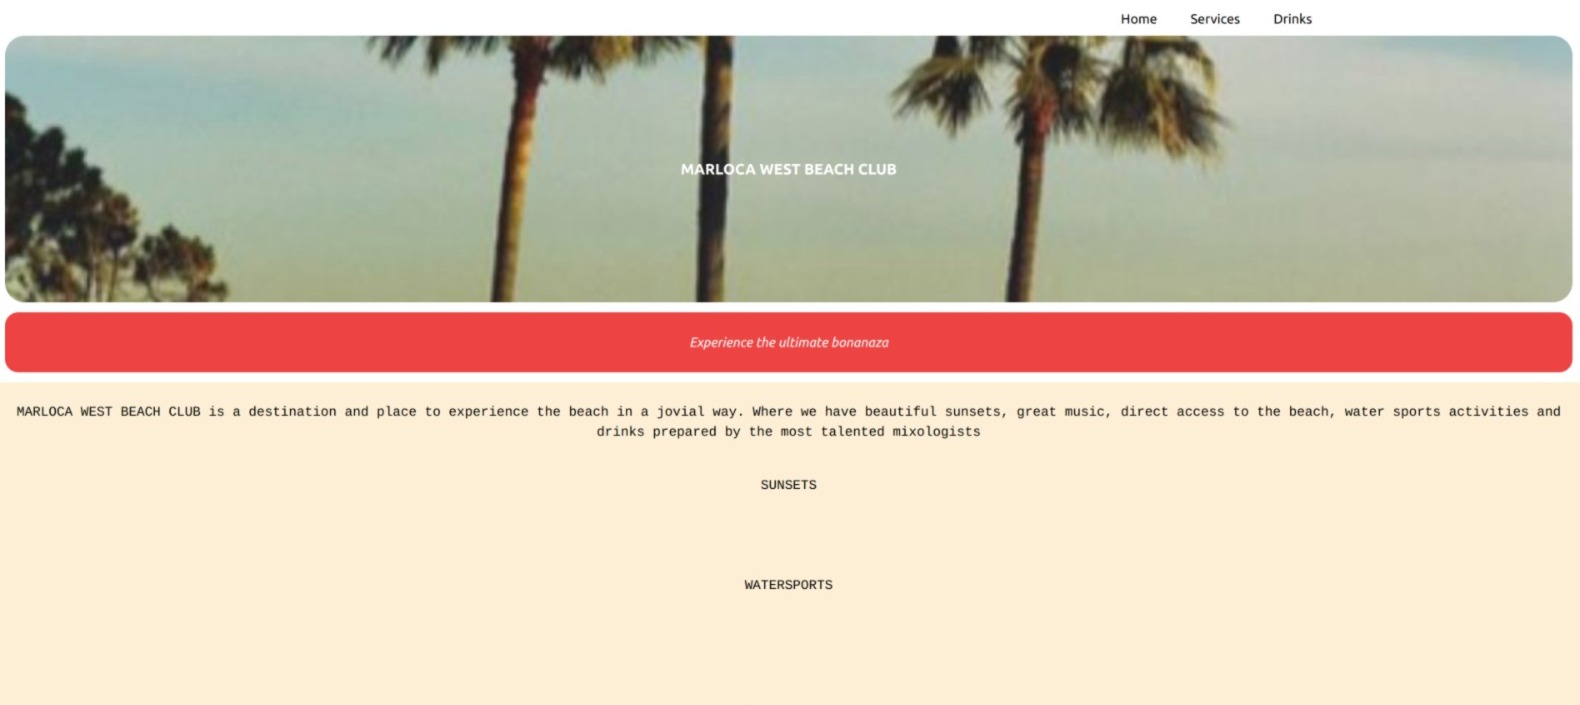 Home Services Drinks
MARLOCA WEST BEACH CLUB
Experience the ultimate bonanaza
MARLOCA WEST BEACH CLUB is a destination and place to experience the beach in a jovial way. Where we have beautiful sunsets, great music, direct access to the beach, water sports activities and
drinks prepared by the most talented mixologists
SUNSETS
WATERSPORTS